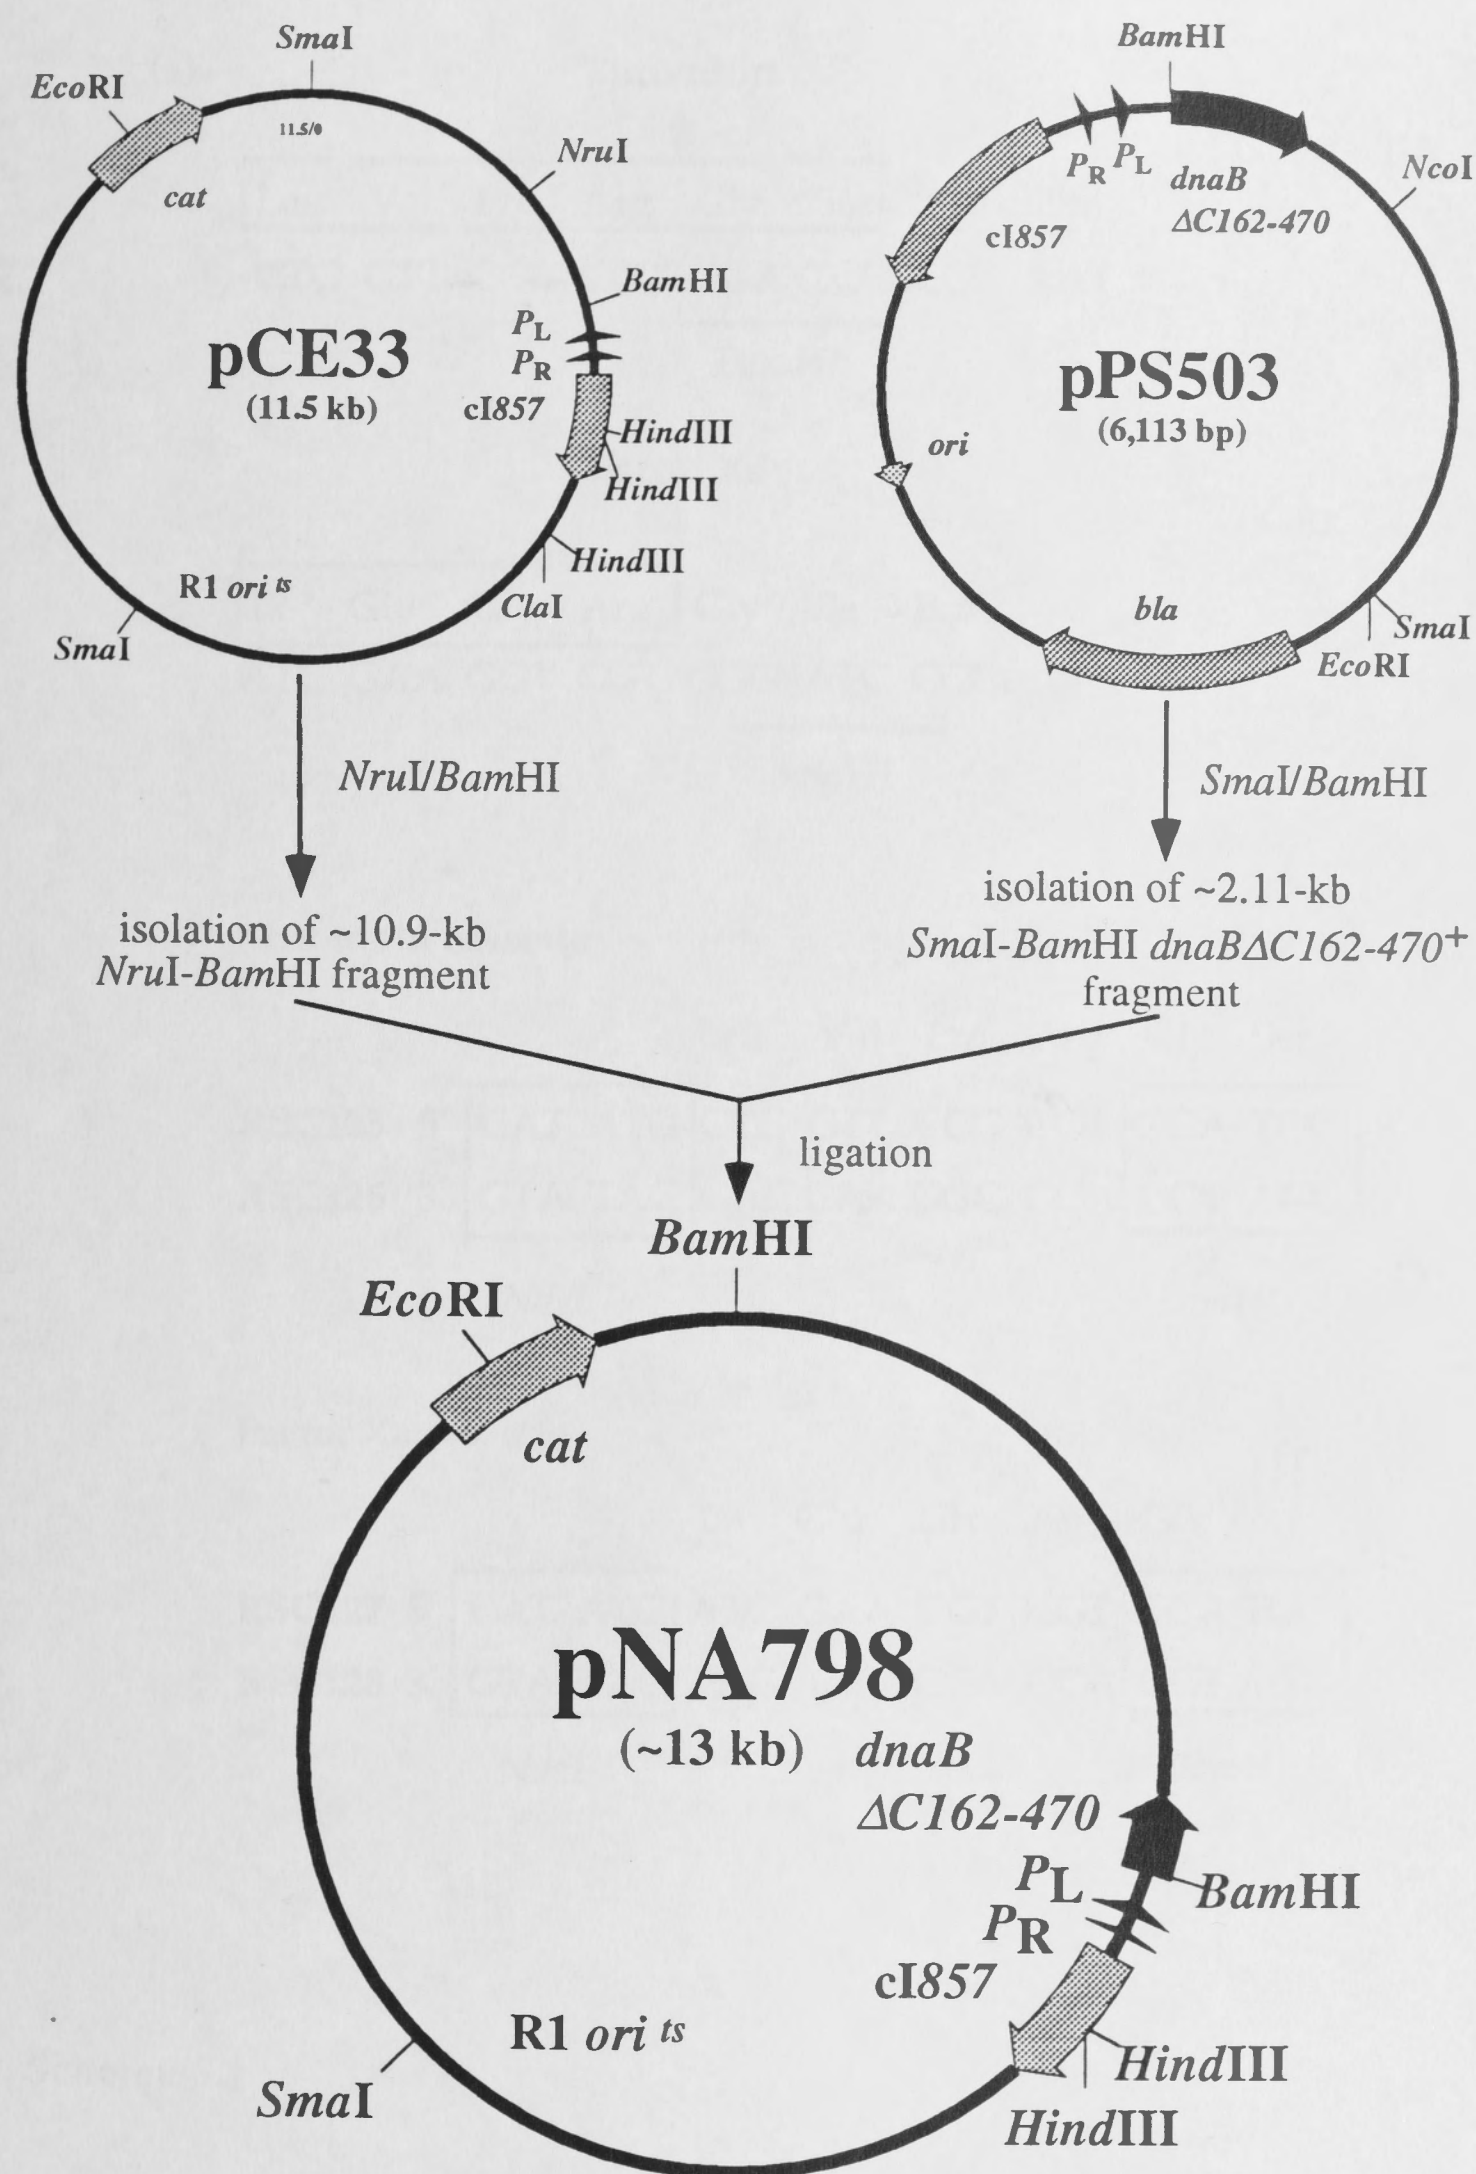 SmaI
EcoRI
11.5/0
NruI
cat
BamHI
PL
PR
pCE33
(11.5 kb)
cI857
HindIII
HindIII
HindIII
ClaI
R1 ori ts
SmaI
BamHI
PR
PL
dnaB
ΔC162-470
NcoI
cI857
pPS503
(6,113 bp)
ori
bla
SmaI
EcoRI
NruI/BamHI
SmaI/BamHI
isolation of ~10.9-kb
NruI-BamHI fragment
isolation of ~2.11-kb
SmaI-BamHI dnaBΔC162-470+
fragment
ligation
BamHI
EcoRI
cat
pNA798
(~13 kb)
dnaB
ΔC162-470
PL
BamHI
PR
cI857
R1 ori ts
HindIII
SmaI
HindIII